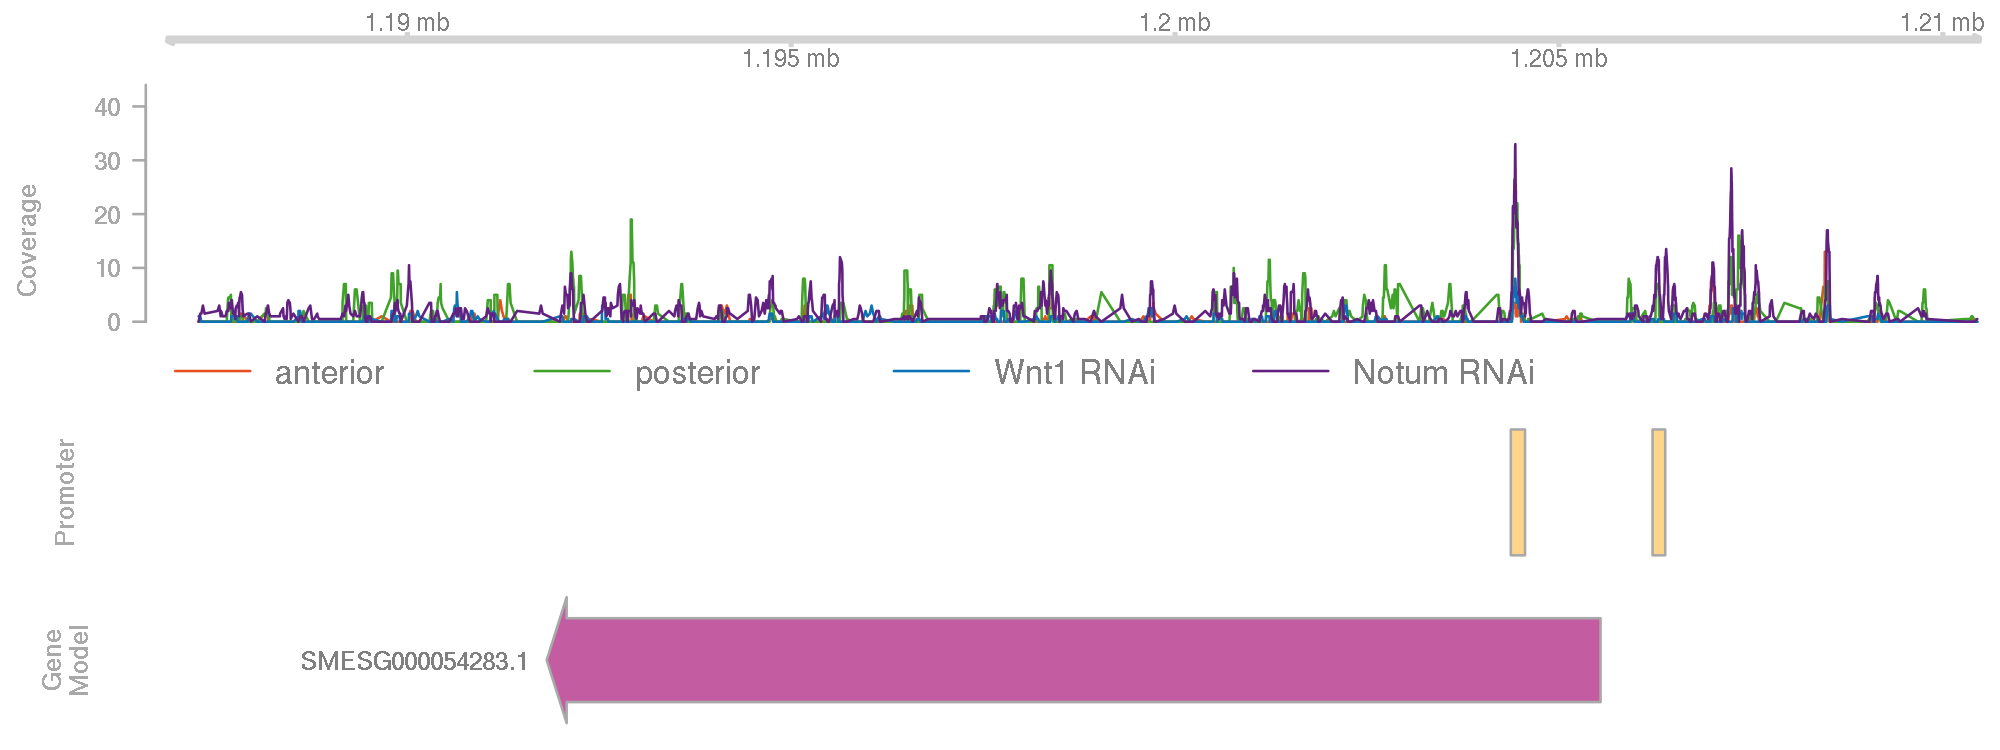 1.19 mb
1.2 mb
1.21 mb
1.195 mb
1.205 mb
Coverage
40
30
20
10
0
anterior
posterior
Wnt1 RNAi
Notum RNAi
Promoter
Gene
Model
SMESG000054283.1